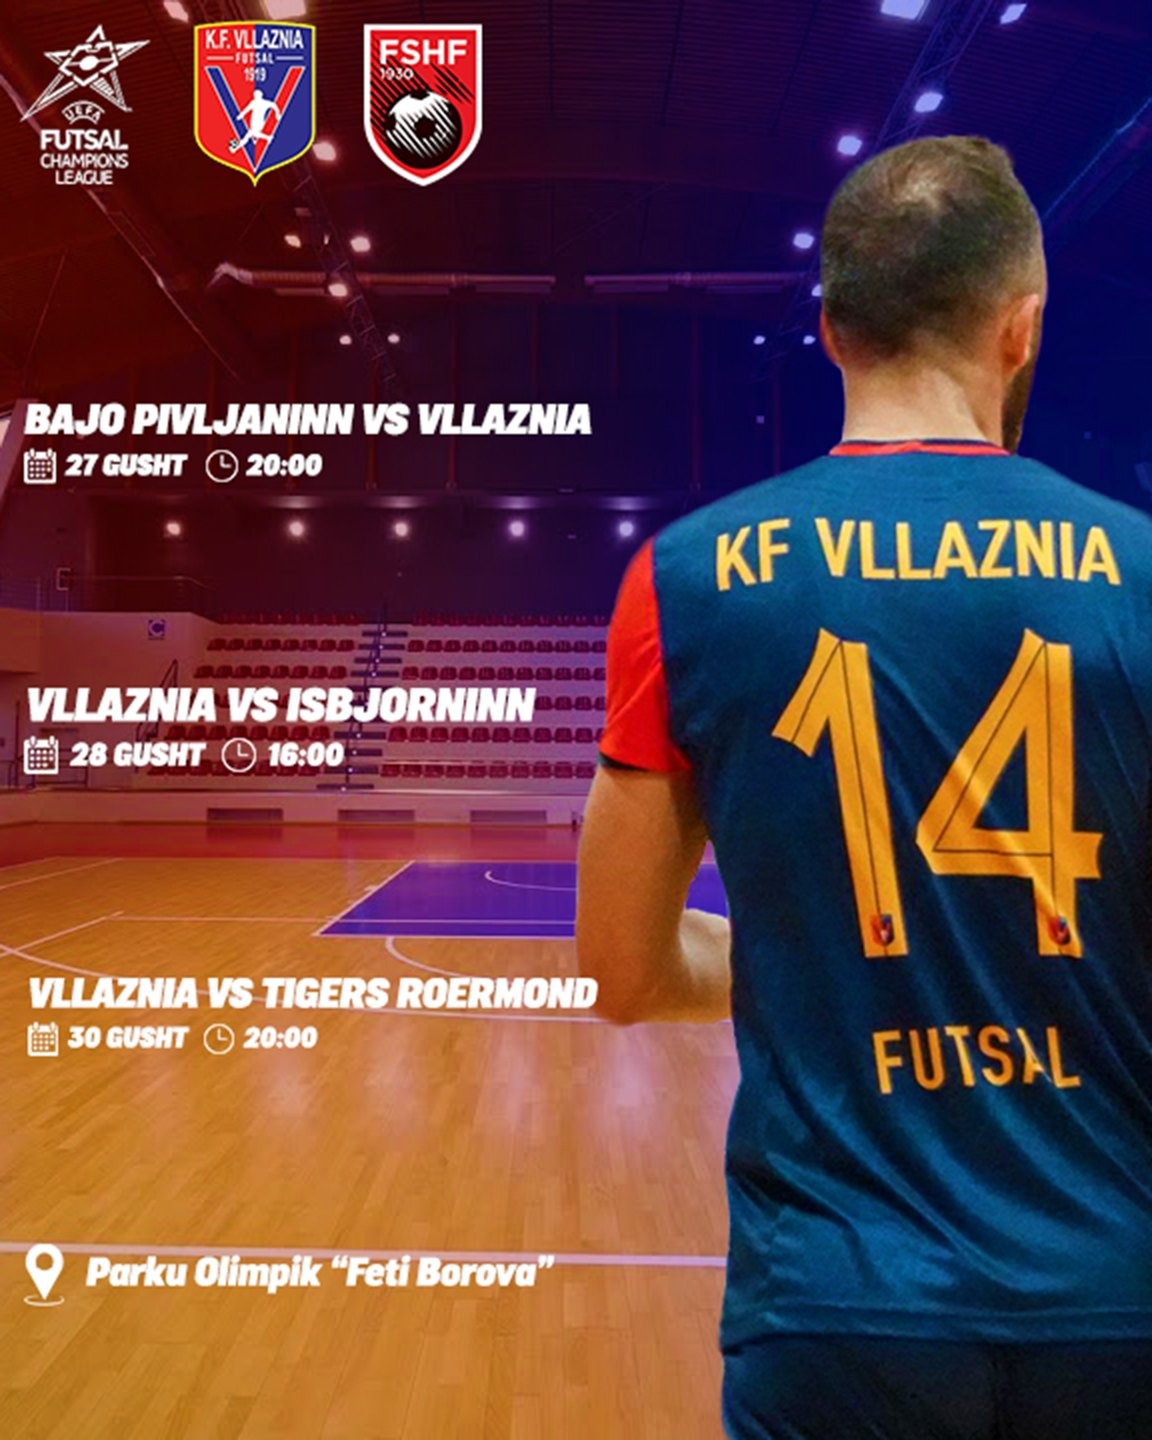 UEFA
FUTSAL
CHAMPIONS
LEAGUE
K.F. VLLAZNIA
FUTSAL
1919
FSHF
1930
BAJO PIVLJANINN VS VLLAZNIA
27 GUSHT 20:00
VLLAZNIA VS ISBJORNINN
28 GUSHT 16:00
VLLAZNIA VS TIGERS ROERMOND
30 GUSHT 20:00
Parku Olimpik “Feti Borova”
KF VLLAZNIA
14
FUTSAL
C